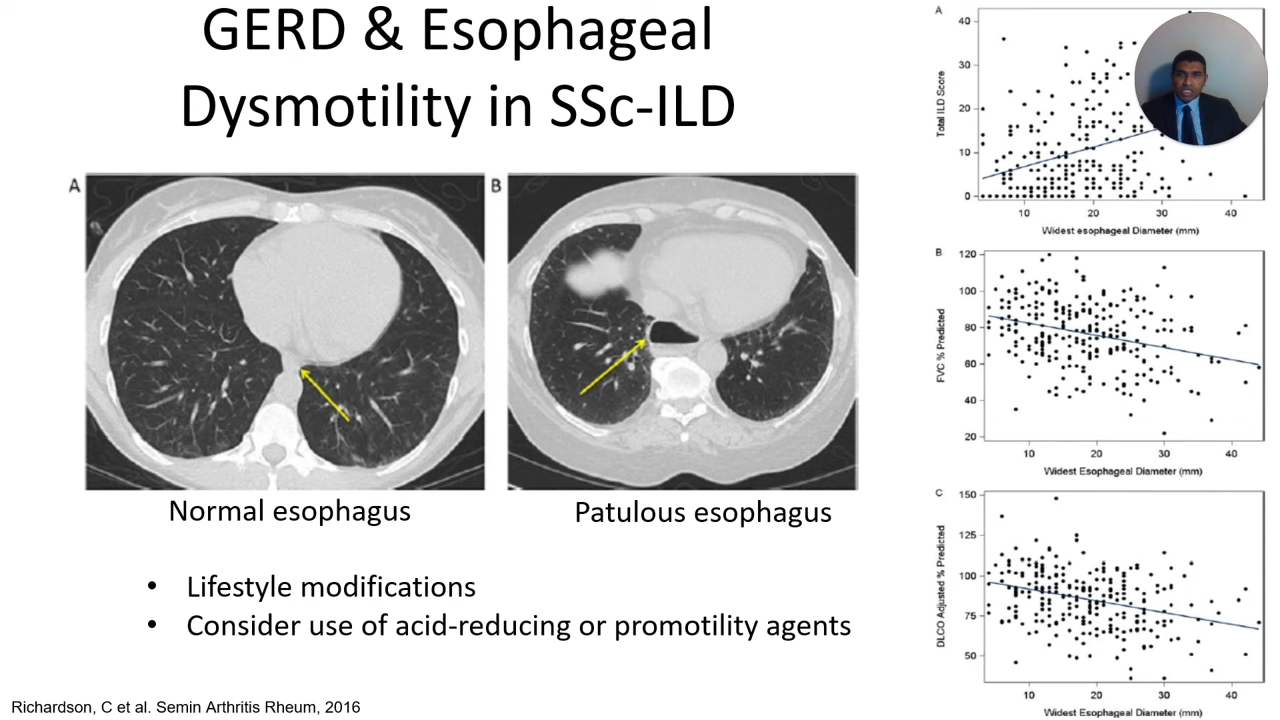 GERD & Esophageal
Dysmotility in SSc-ILD
A
B
Normal esophagus
Patulous esophagus
• Lifestyle modifications
• Consider use of acid-reducing or promotility agents
Richardson, C et al. Semin Arthritis Rheum, 2016
A
Total ILD Score
40
30
20
10
0
10 20 30 40
Widest esophageal Diameter (mm)
B
FVC % Predicted
120
100
80
60
40
20
10 20 30 40
Widest Esophageal Diameter (mm)
C
DLCO Adjusted % Predicted
150
125
100
75
50
10 20 30 40
Widest Esophageal Diameter (mm)